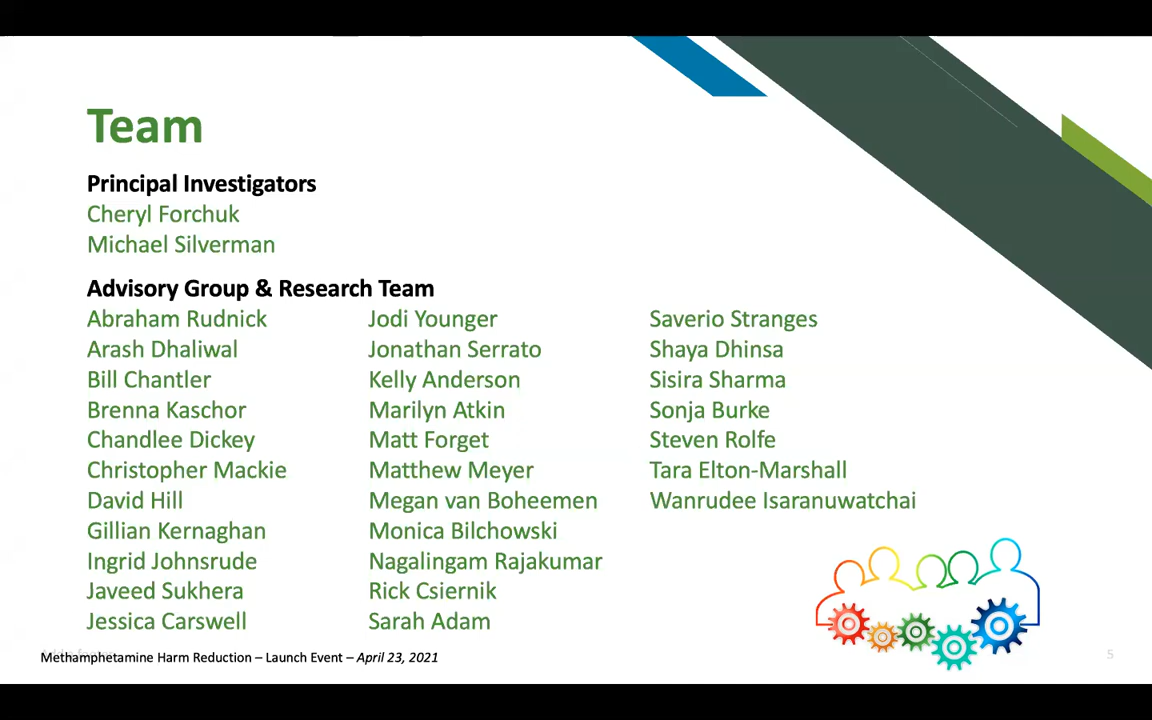 Team
Principal Investigators
Cheryl Forchuk
Michael Silverman
Advisory Group & Research Team
Abraham Rudnick
Arash Dhaliwal
Bill Chantler
Brenna Kaschor
Chandlee Dickey
Christopher Mackie
David Hill
Gillian Kernaghan
Ingrid Johnsrude
Javeed Sukhera
Jessica Carswell
Jodi Younger
Jonathan Serrato
Kelly Anderson
Marilyn Atkin
Matt Forget
Matthew Meyer
Megan van Boheemen
Monica Bilchowski
Nagalingam Rajakumar
Rick Csiernik
Sarah Adam
Saverio Stranges
Shaya Dhinsa
Sisira Sharma
Sonja Burke
Steven Rolfe
Tara Elton-Marshall
Wanrudee Isaranuwatchai
Methamphetamine Harm Reduction – Launch Event – April 23, 2021
5